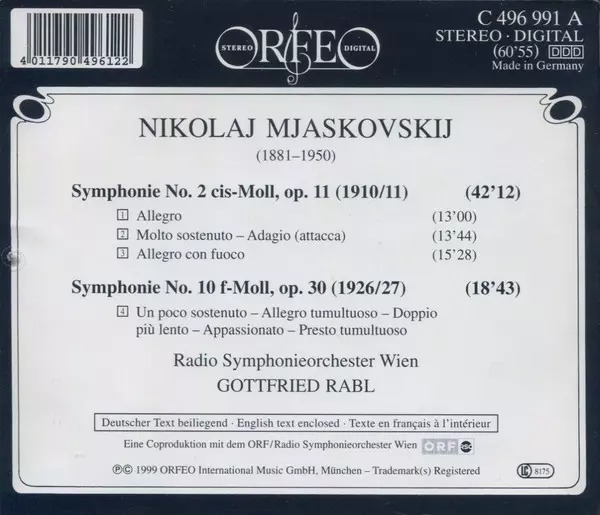 4011790496122
STEREO ORFEO DIGITAL
C 496 991 A
STEREO · DIGITAL
(60'55) DDD
Made in Germany
NIKOLAJ MJASKOVSKIJ
(1881–1950)
Symphonie No. 2 cis-Moll, op. 11 (1910/11) (42'12)
1 Allegro (13'00)
2 Molto sostenuto – Adagio (attacca) (13'44)
3 Allegro con fuoco (15'28)
Symphonie No. 10 f-Moll, op. 30 (1926/27) (18'43)
4 Un poco sostenuto – Allegro tumultuoso – Doppio
più lento – Appassionato – Presto tumultuoso
Radio Symphonieorchester Wien
GOTTFRIED RABL
Deutscher Text beiliegend · English text enclosed · Texte en français à l'intérieur
Eine Coproduktion mit dem ORF/Radio Symphonieorchester Wien ORF RSO
℗© 1999 ORFEO International Music GmbH, München – Trademark(s) Registered
LC 8175